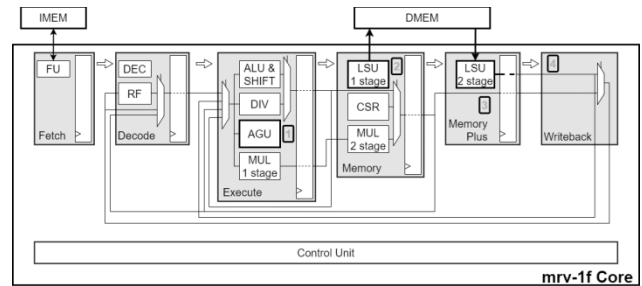 IMEM
DMEM
FU
Fetch
DEC
RF
Decode
ALU &
SHIFT
DIV
AGU
1
MUL
1 stage
Execute
LSU
1 stage
2
CSR
MUL
2 stage
Memory
LSU
2 stage
3
Memory
Plus
4
Writeback
Control Unit
mrv-1f Core